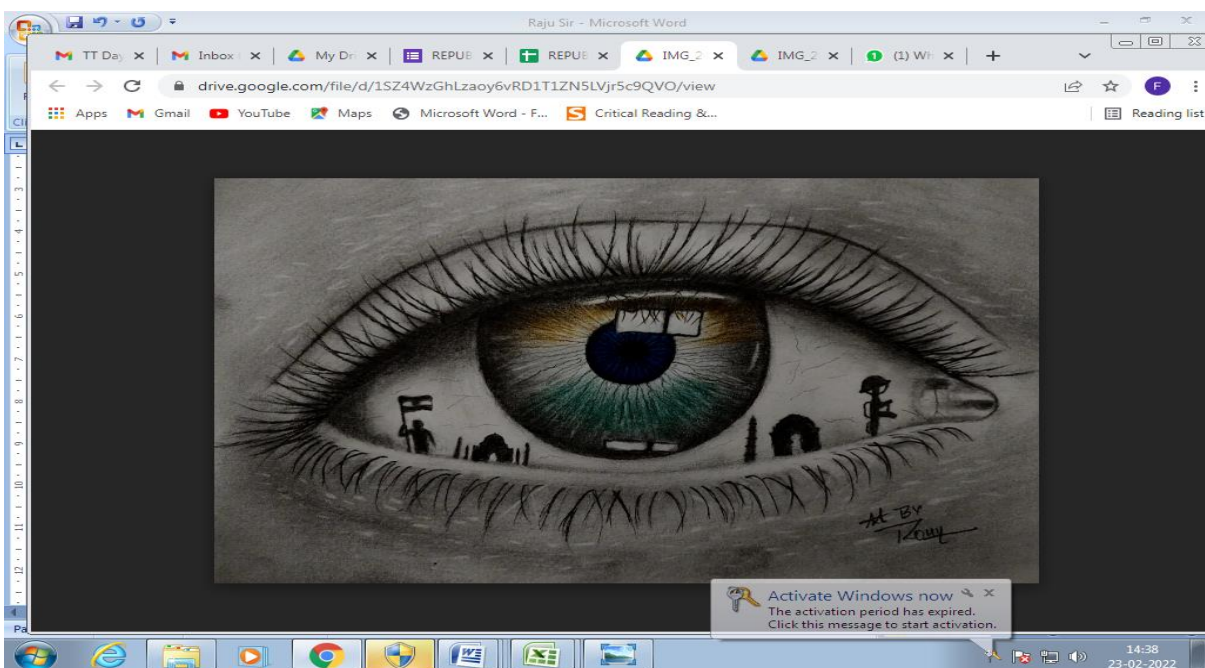 Raju Sir - Microsoft Word
TT Day
Inbox
My Dri
REPUB
REPUB
IMG_2
IMG_2
(1) Wh
drive.google.com/file/d/1SZ4WzGhLzaoy6vRD1T1ZN5LVjr5c9QVO/view
F
Apps
Gmail
YouTube
Maps
Microsoft Word - F...
Critical Reading &...
Reading list
Art By
Activate Windows now
The activation period has expired.
Click this message to start activation.
14:38
23-02-2022